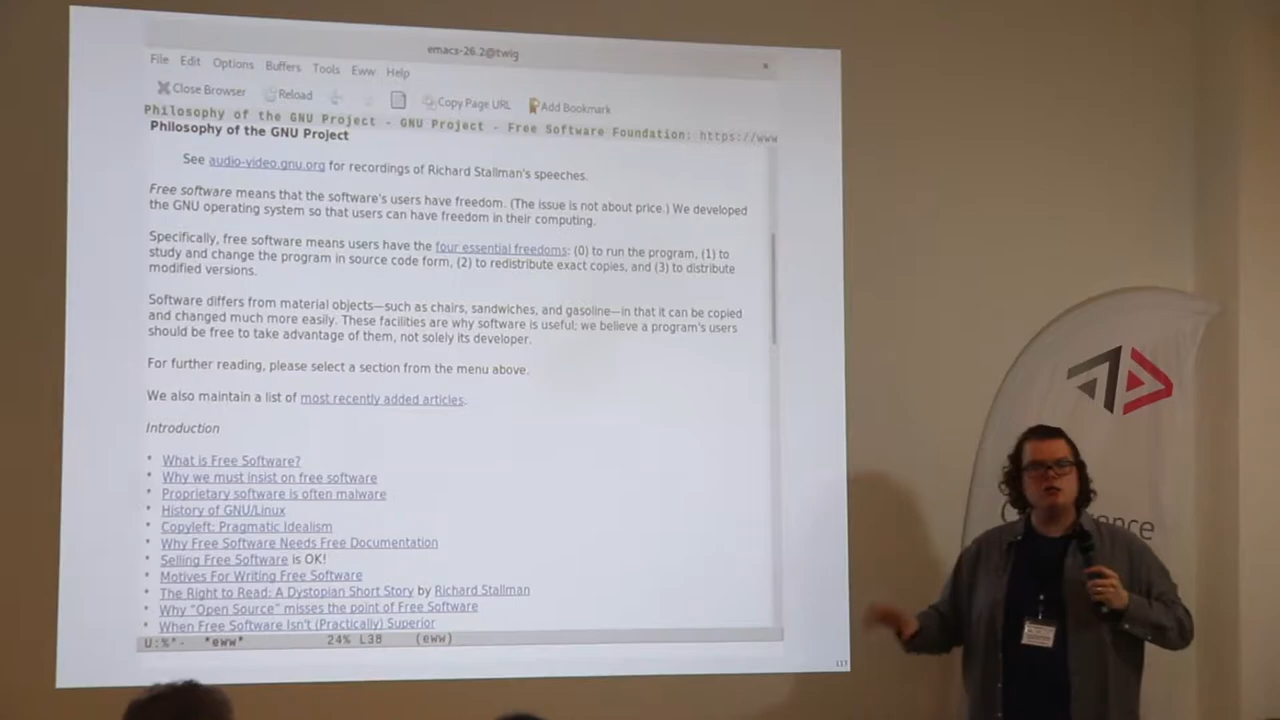 emacs-26.2@twig
×
File Edit Options Buffers Tools Eww Help
Close Browser Reload Copy Page URL Add Bookmark
Philosophy of the GNU Project - GNU Project - Free Software Foundation: https://www
Philosophy of the GNU Project
See audio-video.gnu.org for recordings of Richard Stallman's speeches.
Free software means that the software's users have freedom. (The issue is not about price.) We developed
the GNU operating system so that users can have freedom in their computing.
Specifically, free software means users have the four essential freedoms: (0) to run the program, (1) to
study and change the program in source code form, (2) to redistribute exact copies, and (3) to distribute
modified versions.
Software differs from material objects—such as chairs, sandwiches, and gasoline—in that it can be copied
and changed much more easily. These facilities are why software is useful; we believe a program's users
should be free to take advantage of them, not solely its developer.
For further reading, please select a section from the menu above.
We also maintain a list of most recently added articles.
Introduction
* What is Free Software?
* Why we must insist on free software
* Proprietary software is often malware
* History of GNU/Linux
* Copyleft: Pragmatic Idealism
* Why Free Software Needs Free Documentation
* Selling Free Software is OK!
* Motives For Writing Free Software
* The Right to Read: A Dystopian Short Story by Richard Stallman
* Why "Open Source" misses the point of Free Software
* When Free Software Isn't (Practically) Superior
U:%*- *eww* 24% L38 (eww)